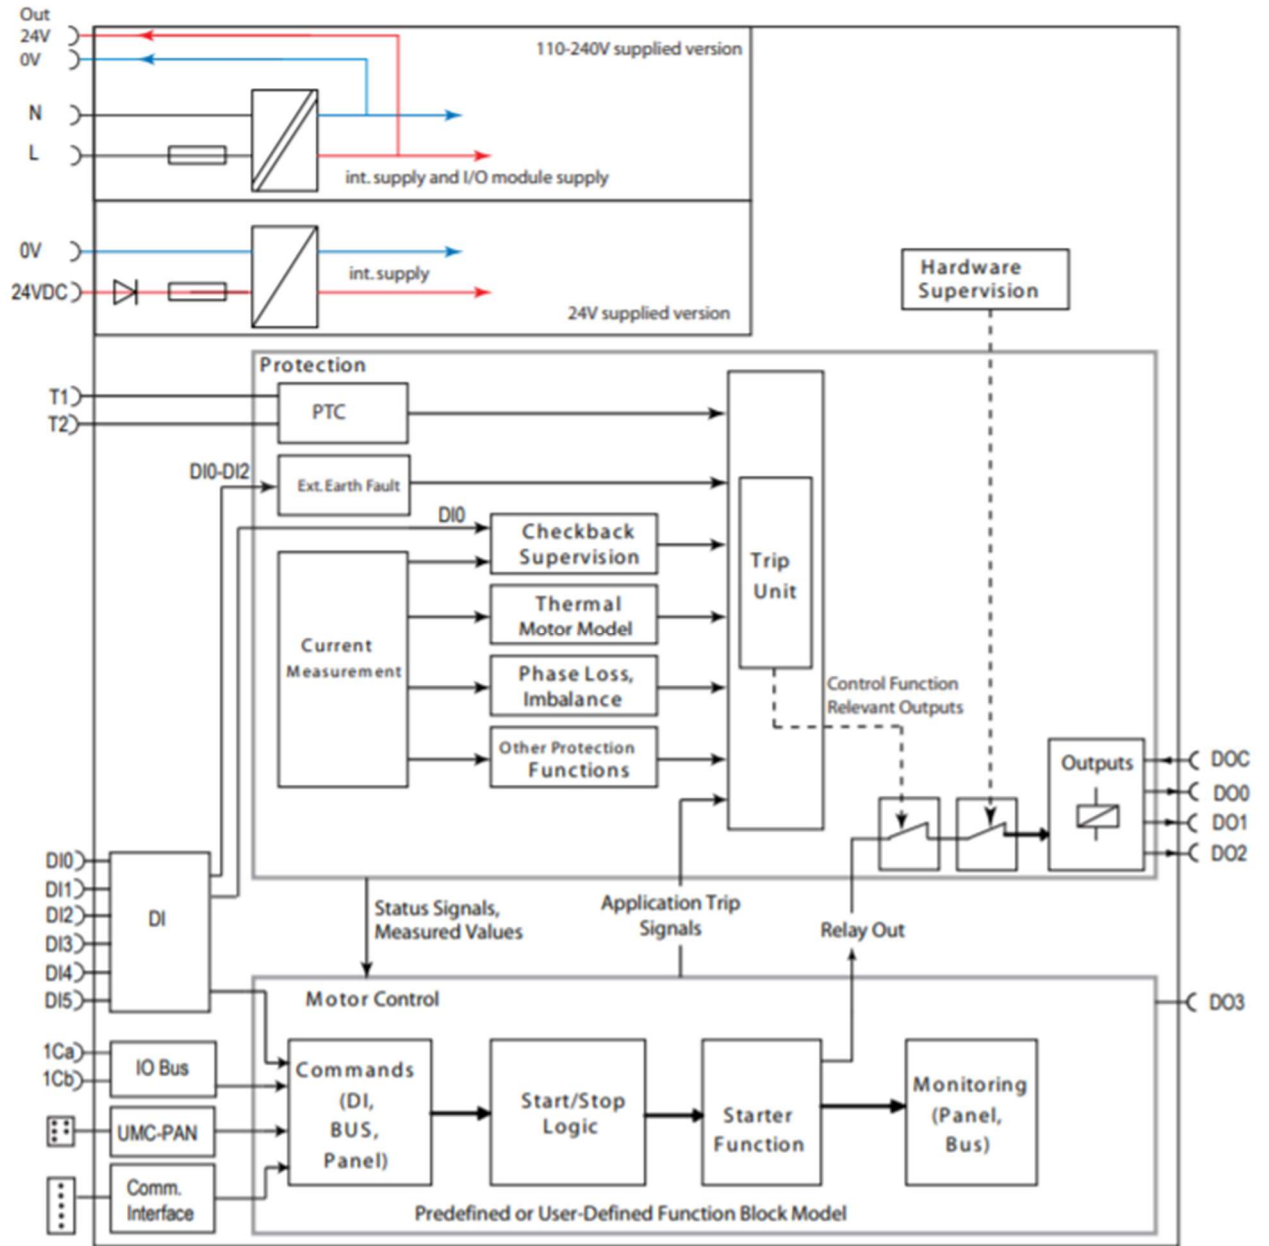 Out
24V
0V
110-240V supplied version
N
L
int. supply and I/O module supply
0V
int. supply
24VDC
24V supplied version
Hardware
Supervision
Protection
T1
PTC
T2
DI0-DI2
Ext. Earth Fault
DI0
Checkback
Supervision
Trip
Unit
Thermal
Motor Model
Current
Measurement
Phase Loss,
Imbalance
Control Function
Relevant Outputs
Other Protection
Functions
Outputs
DOC
DO0
DO1
DO2
DI0
DI1
DI2
DI3
DI4
DI5
DI
Status Signals,
Measured Values
Application Trip
Signals
Relay Out
Motor Control
DO3
1Ca
1Cb
IO Bus
Commands
(DI,
BUS,
Panel)
Start/Stop
Logic
Starter
Function
Monitoring
(Panel,
Bus)
UMC-PAN
Comm.
Interface
Predefined or User-Defined Function Block Model